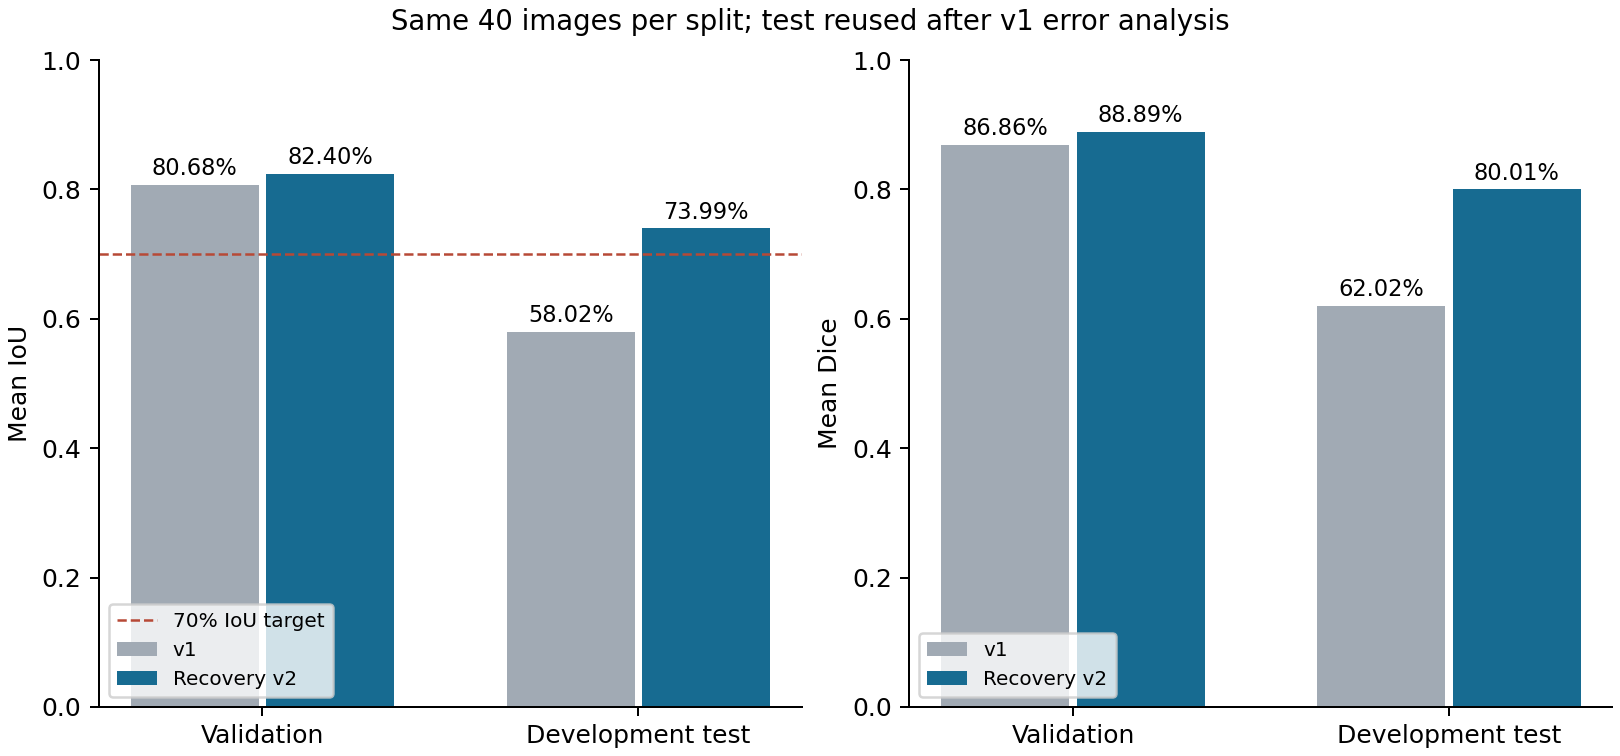 Same 40 images per split; test reused after v1 error analysis
Mean IoU
1.0
0.8
0.6
0.4
0.2
0.0
80.68%
82.40%
58.02%
73.99%
70% IoU target
v1
Recovery v2
Validation
Development test
Mean Dice
1.0
0.8
0.6
0.4
0.2
0.0
86.86%
88.89%
62.02%
80.01%
v1
Recovery v2
Validation
Development test